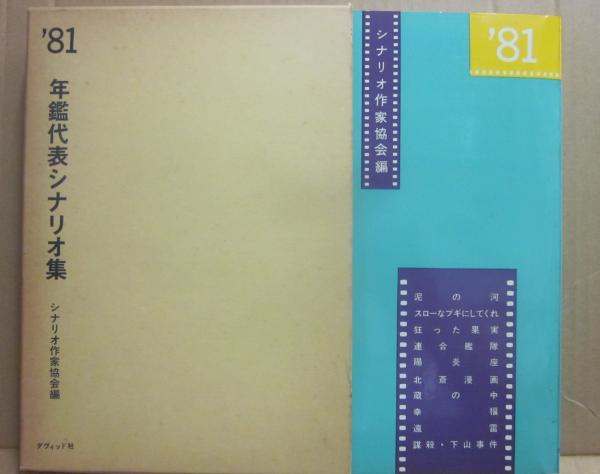 '81
年鑑代表シナリオ集
シナリオ作家協会編
ダヴィッド社
シナリオ作家協会編
'81
泥の河
スローなブギにしてくれ
狂った果実
連合艦隊
陽炎座
北斎漫画
蔵の中
幸福
遠雷
謀殺・下山事件